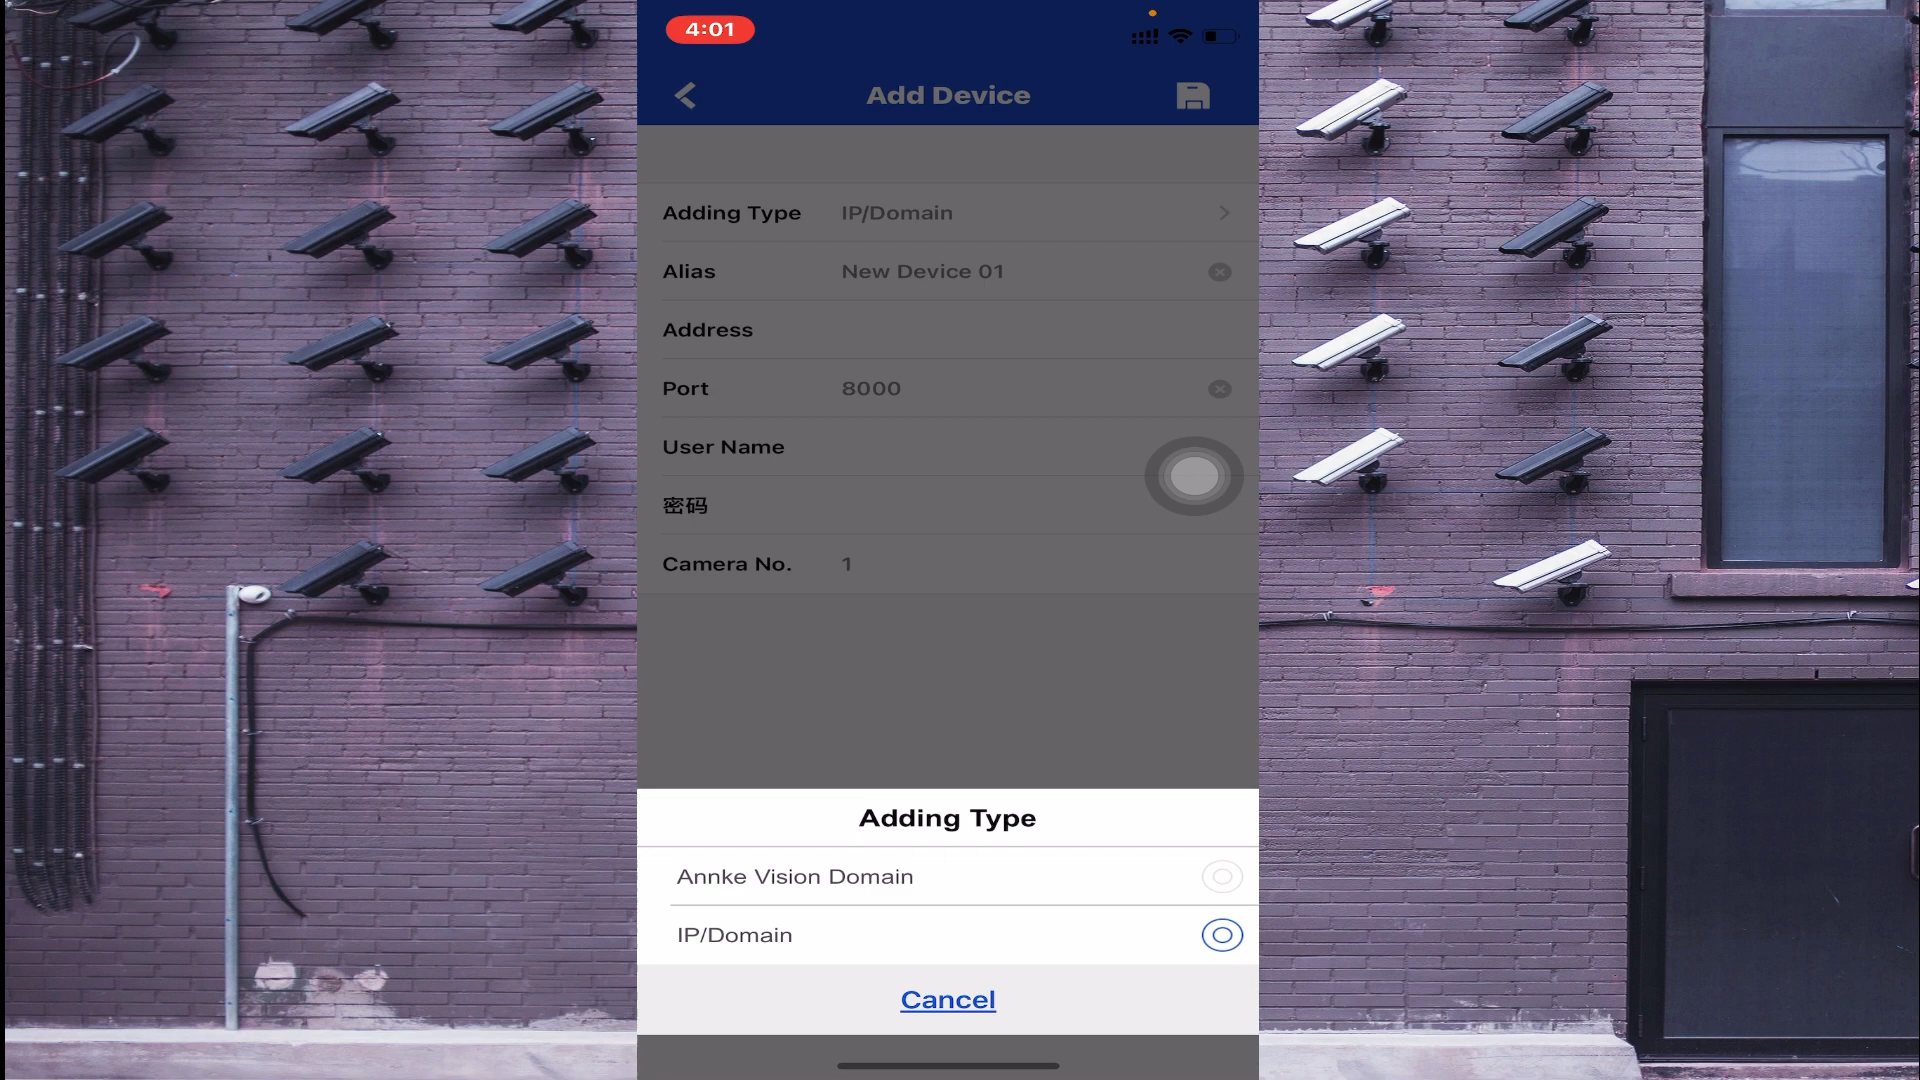 4:01
Add Device
Adding Type IP/Domain
Alias New Device 01
Address
Port 8000
User Name
密码
Camera No. 1
Adding Type
Annke Vision Domain
IP/Domain
Cancel